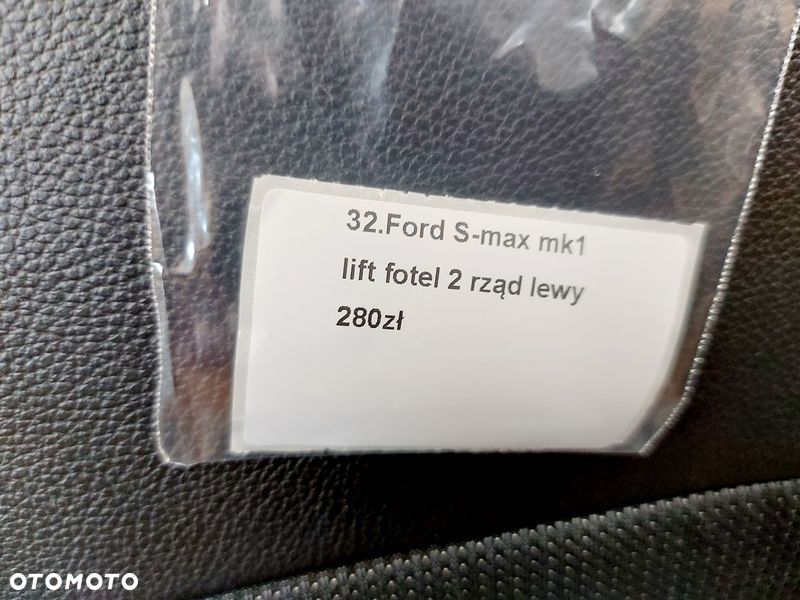 32.Ford S-max mk1
lift fotel 2 rząd lewy
280zł
OTOMOTO